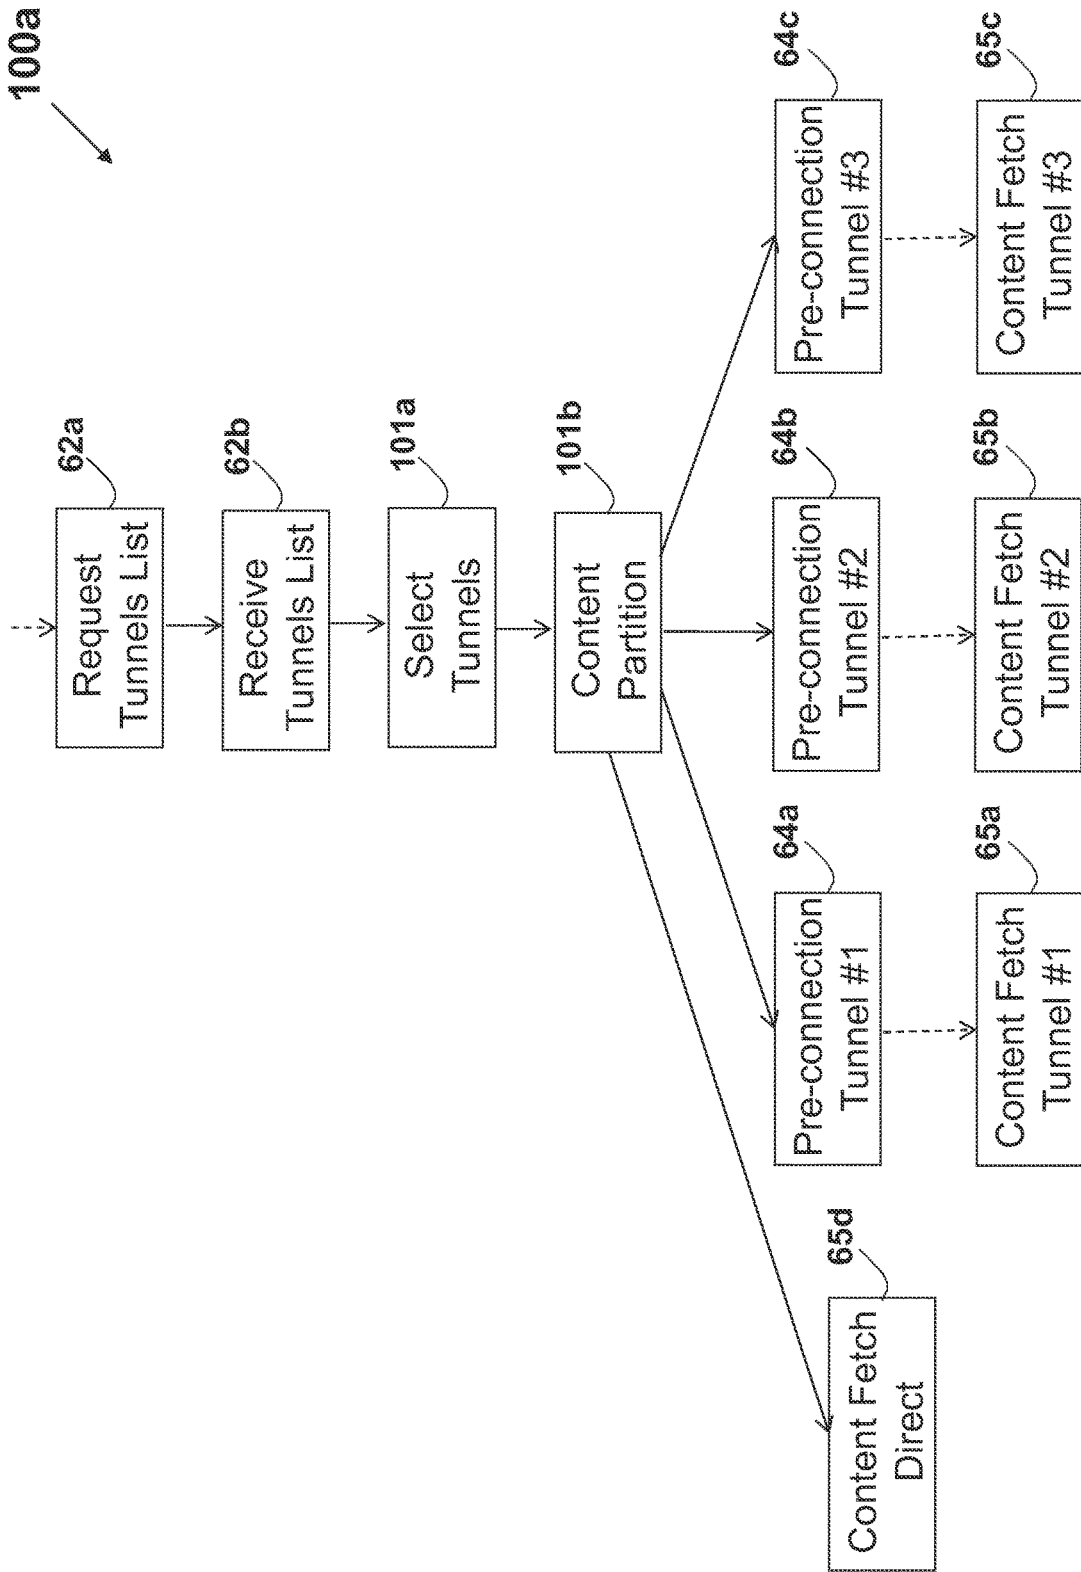 100a
62a
Request
Tunnels List
62b
Receive
Tunnels List
101a
Select
Tunnels
101b
Content
Partition
64a
Pre-connection
Tunnel #1
64b
Pre-connection
Tunnel #2
64c
Pre-connection
Tunnel #3
65d
Content Fetch
Direct
65a
Content Fetch
Tunnel #1
65b
Content Fetch
Tunnel #2
65c
Content Fetch
Tunnel #3